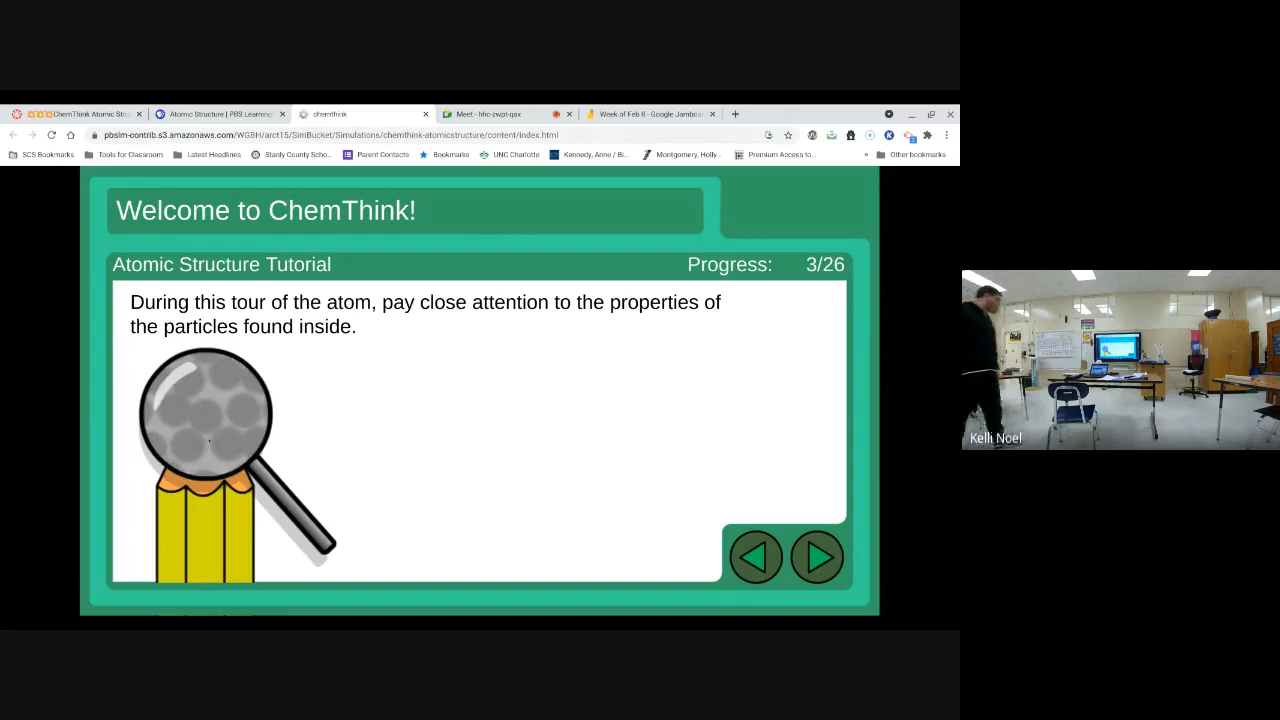 ChemThink Atomic Stru
Atomic Structure | PBS Learning
chemthink
Meet - hhc-zwpt-qax
Week of Feb 8 - Google Jamboa
pbslm-contrib.s3.amazonaws.com/WGBH/arct15/SimBucket/Simulations/chemthink-atomicstructure/content/index.html
SCS Bookmarks
Tools for Classroom
Latest Headlines
Stanly County Scho...
Parent Contacts
Bookmarks
UNC Charlotte
Kennedy, Anne / Bi...
Montgomery, Holly...
Premium Access to...
»
Other bookmarks
Welcome to ChemThink!
Atomic Structure Tutorial
Progress: 3/26
During this tour of the atom, pay close attention to the properties of
the particles found inside.
Kelli Noel